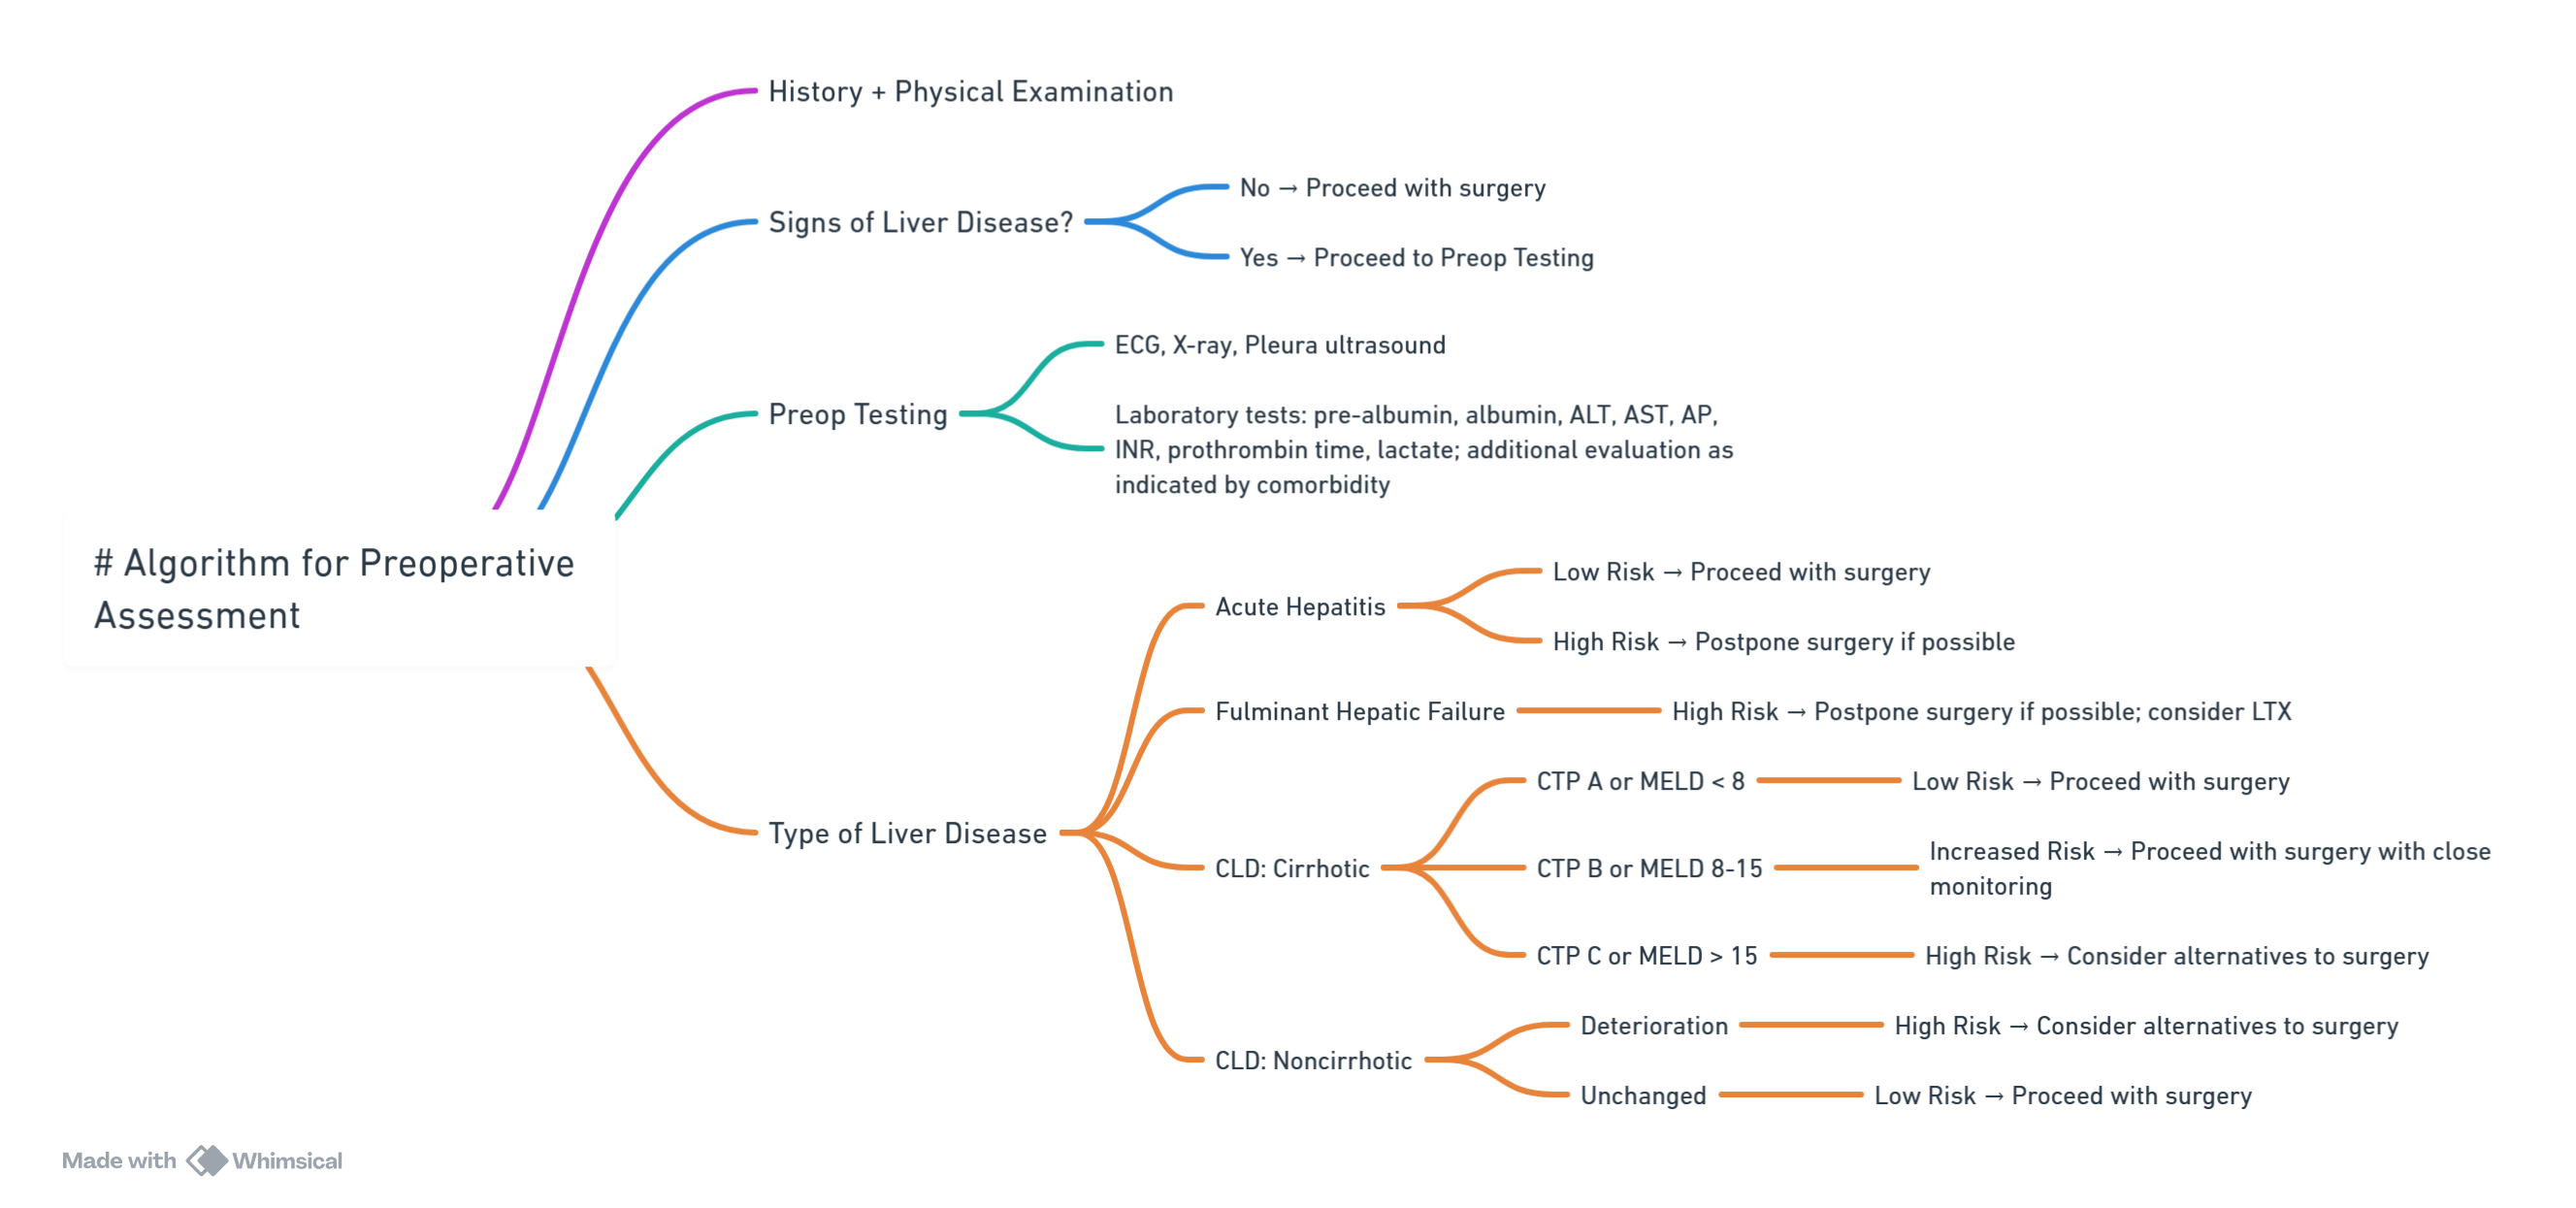 History + Physical Examination
Signs of Liver Disease?
No → Proceed with surgery
Yes → Proceed to Preop Testing
Preop Testing
ECG, X-ray, Pleura ultrasound
Laboratory tests: pre-albumin, albumin, ALT, AST, AP,
INR, prothrombin time, lactate; additional evaluation as
indicated by comorbidity
# Algorithm for Preoperative
Assessment
Type of Liver Disease
Acute Hepatitis
Low Risk → Proceed with surgery
High Risk → Postpone surgery if possible
Fulminant Hepatic Failure
High Risk → Postpone surgery if possible; consider LTX
CLD: Cirrhotic
CTP A or MELD < 8
Low Risk → Proceed with surgery
CTP B or MELD 8-15
Increased Risk → Proceed with surgery with close
monitoring
CTP C or MELD > 15
High Risk → Consider alternatives to surgery
CLD: Noncirrhotic
Deterioration
High Risk → Consider alternatives to surgery
Unchanged
Low Risk → Proceed with surgery
Made with Whimsical